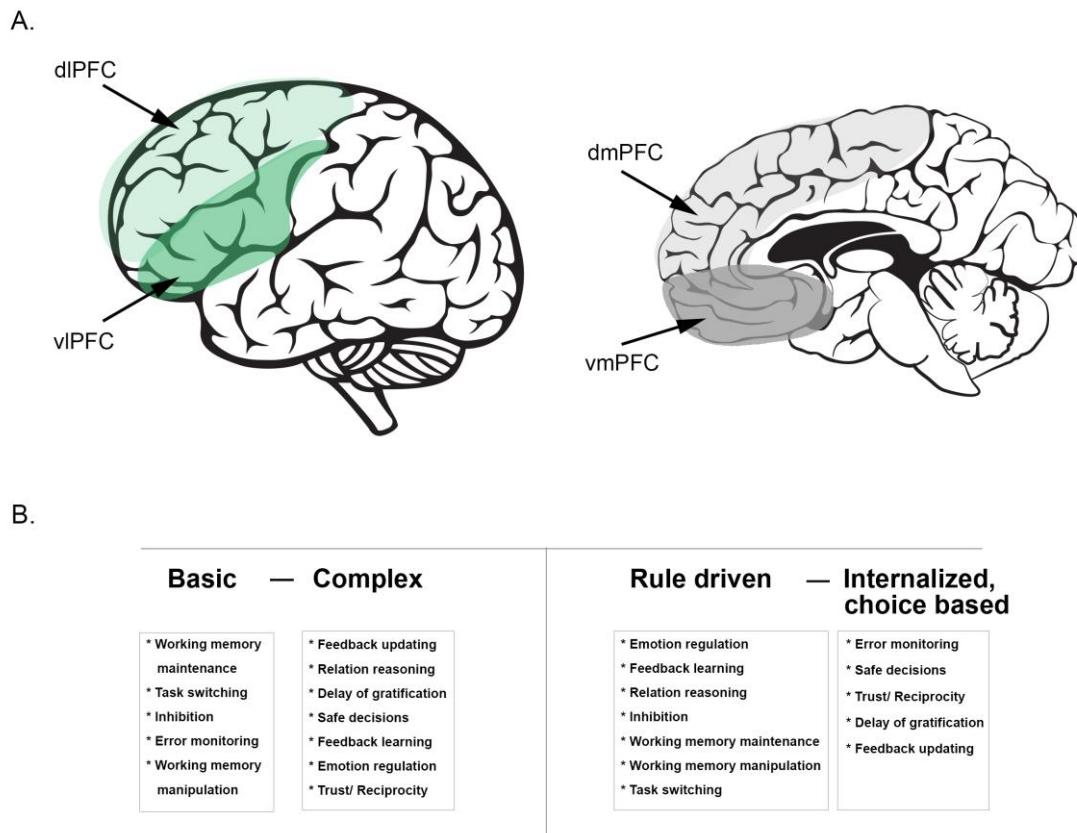 A.
dlPFC
vlPFC
dmPFC
vmPFC
B.
Basic — Complex
* Working memory
maintenance
* Task switching
* Inhibition
* Error monitoring
* Working memory
manipulation
* Feedback updating
* Relation reasoning
* Delay of gratification
* Safe decisions
* Feedback learning
* Emotion regulation
* Trust/ Reciprocity
Rule driven — Internalized,
choice based
* Emotion regulation
* Feedback learning
* Relation reasoning
* Inhibition
* Working memory maintenance
* Working memory manipulation
* Task switching
* Error monitoring
* Safe decisions
* Trust/ Reciprocity
* Delay of gratification
* Feedback updating